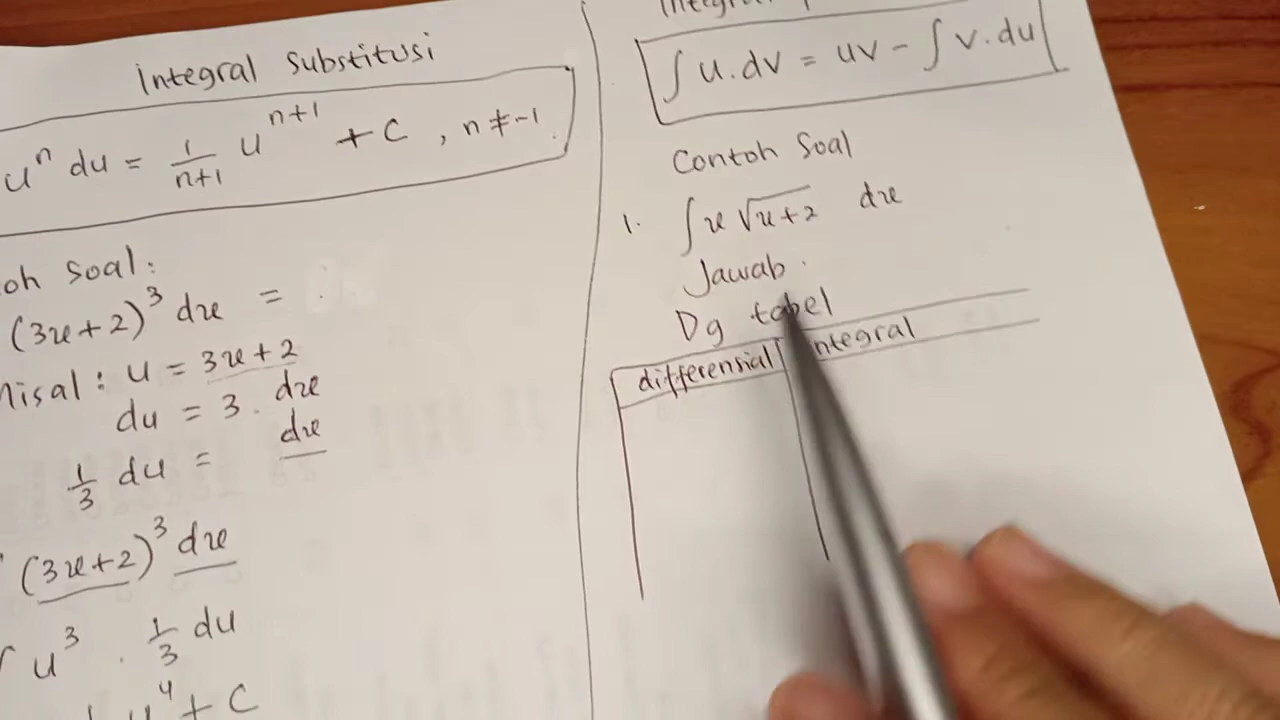 Integral Substitusi
u^n du = 1/(n+1) u^(n+1) + C , n ≠ -1
oh Soal:
(3x+2)^3 dx =
Misal: u = 3x+2
du = 3 . dx
1/3 du = dx
(3x+2)^3 dx
u^3 . 1/3 du
u^4 + C
∫ u.dv = uv - ∫ v.du
Contoh Soal
1. ∫ x √(x+2) dx
Jawab :
Dg tabel
differensial integral